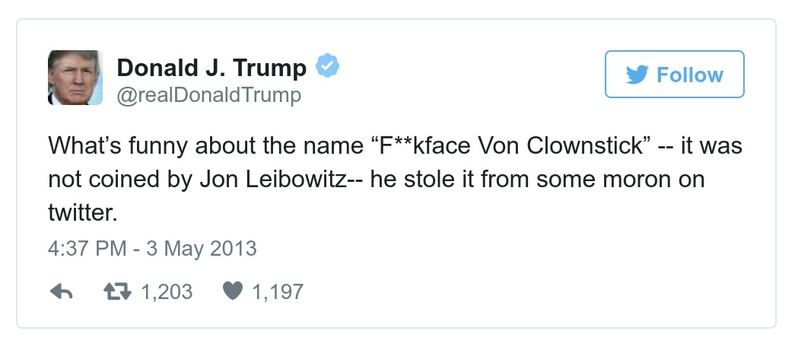 Donald J. Trump
@realDonaldTrump
Follow
What’s funny about the name “F**kface Von Clownstick” -- it was
not coined by Jon Leibowitz-- he stole it from some moron on
twitter.
4:37 PM - 3 May 2013
1,203 1,197